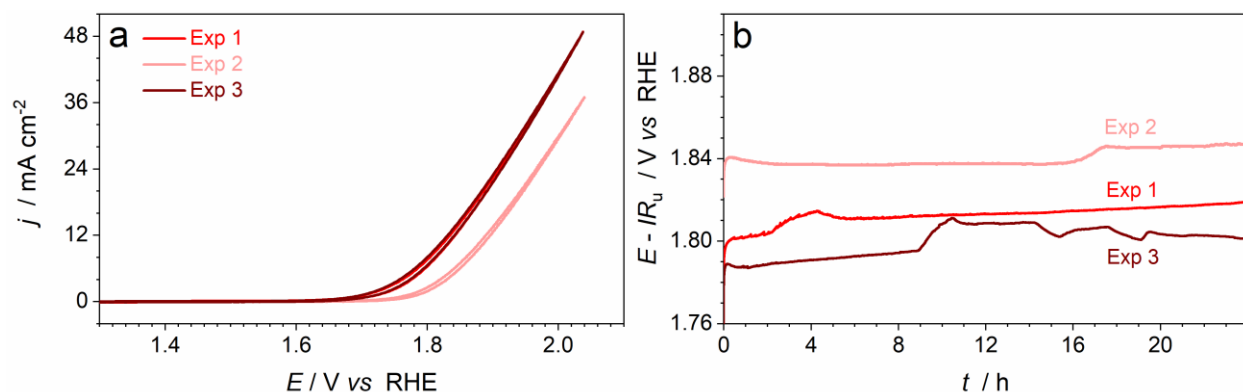 a
Exp 1
Exp 2
Exp 3
48
36
24
12
0
j / mA cm-2
1.4
1.6
1.8
2.0
E / V vs RHE
b
1.88
1.84
1.80
1.76
E - IRu / V vs RHE
Exp 2
Exp 1
Exp 3
0
4
8
12
16
20
t / h